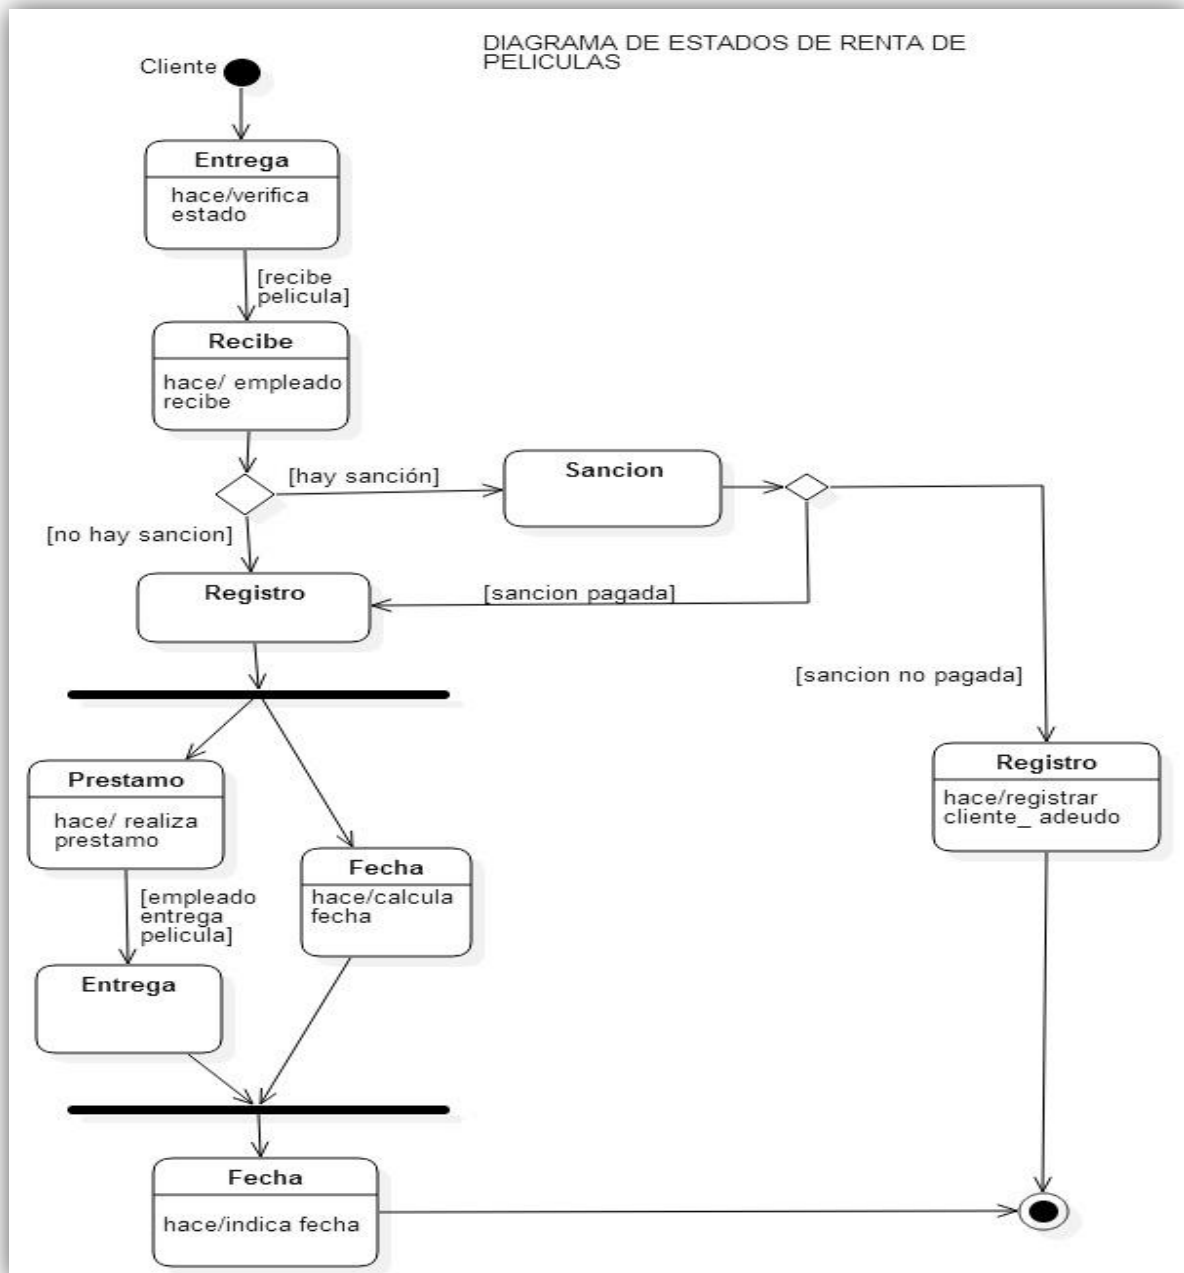 DIAGRAMA DE ESTADOS DE RENTA DE
PELICULAS
Cliente
Entrega
hace/verifica
estado
[recibe
pelicula]
Recibe
hace/ empleado
recibe
[hay sanción]
Sancion
[no hay sancion]
Registro
[sancion pagada]
[sancion no pagada]
Registro
hace/registrar
cliente_ adeudo
Prestamo
hace/ realiza
prestamo
Fecha
hace/calcula
fecha
[empleado
entrega
pelicula]
Entrega
Fecha
hace/indica fecha